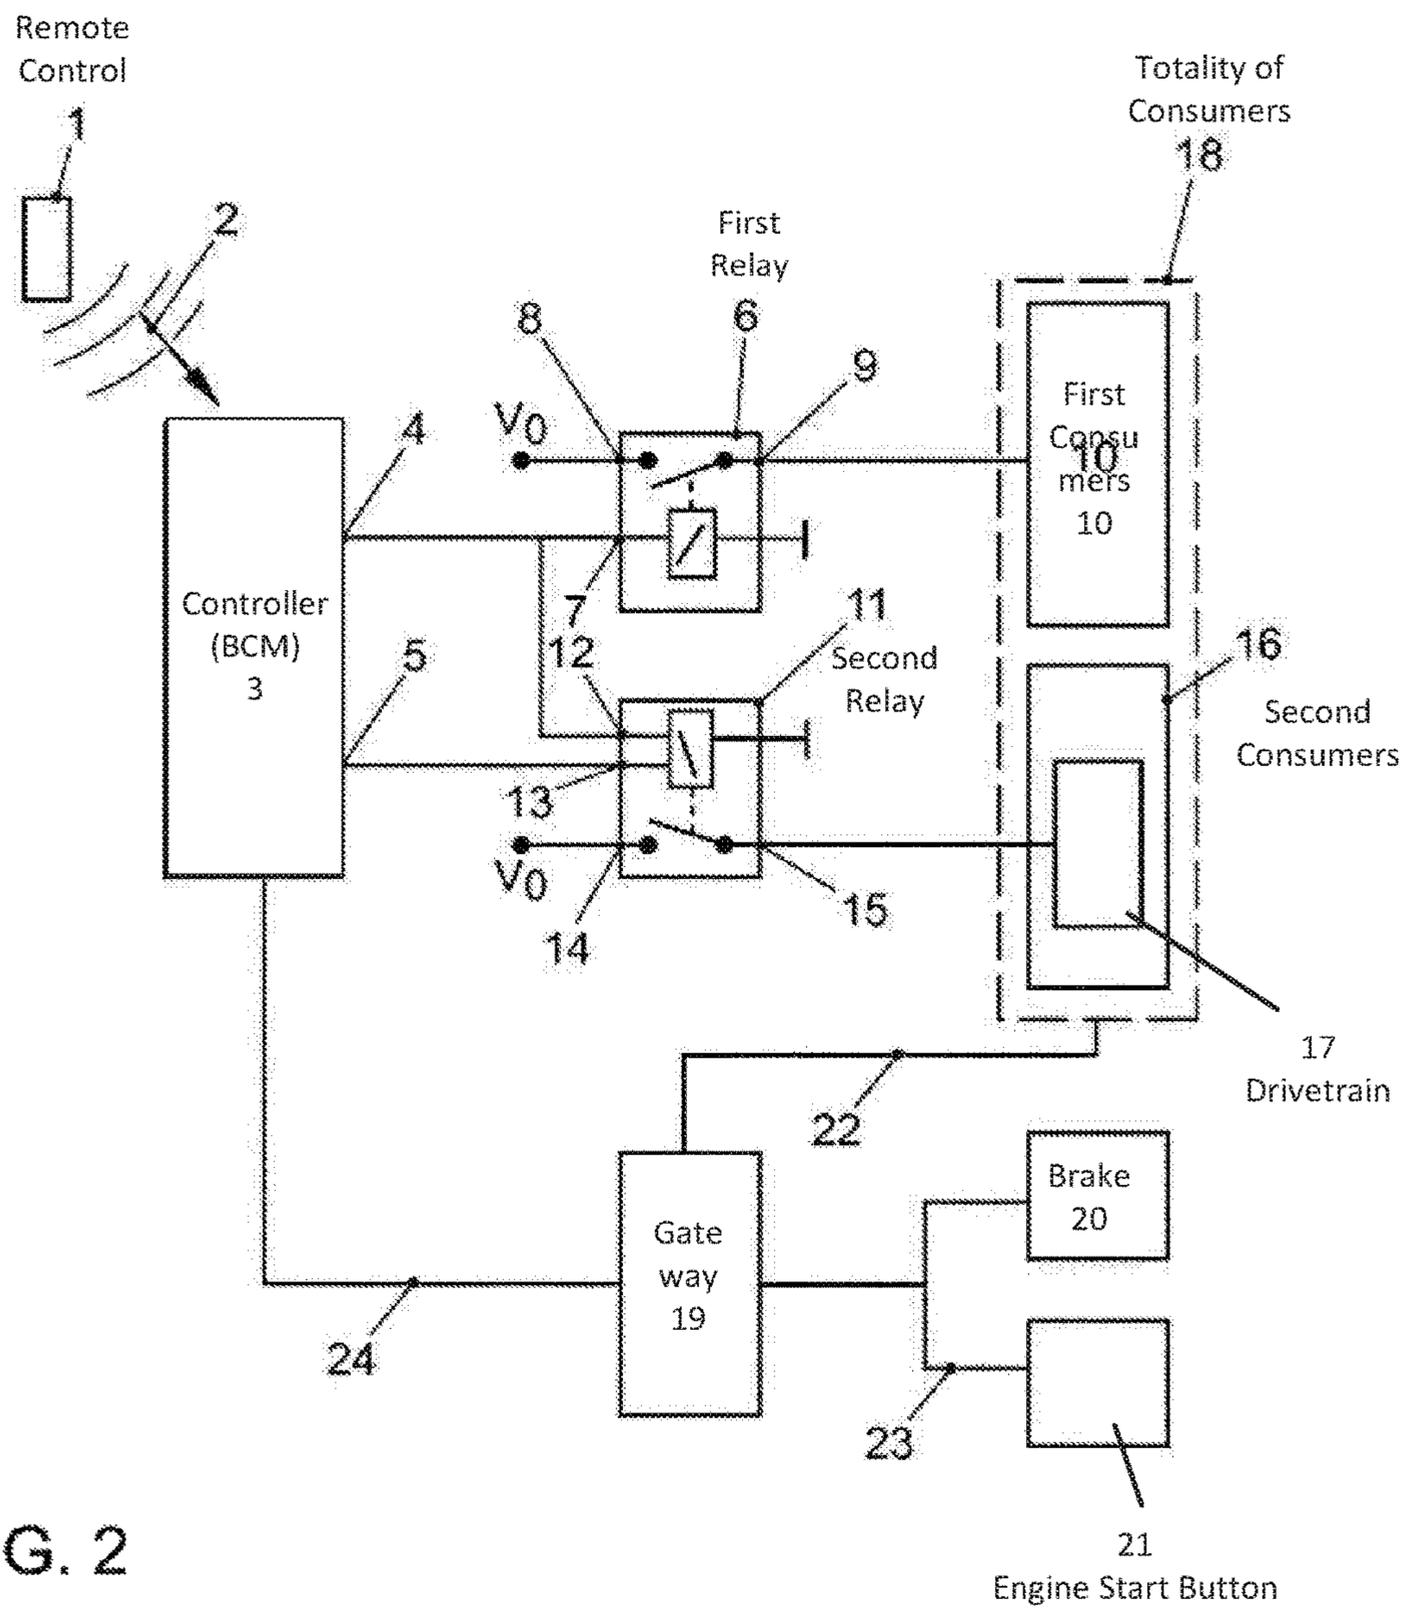 Remote
Control
1
2
Totality of
Consumers
18
First
Relay
6
8
9
V0
4
First
Consu
10
mers
10
7
12
11
Second
Relay
Controller
(BCM)
3
5
16
Second
Consumers
13
V0
14
15
17
Drivetrain
22
Brake
20
Gate
way
19
24
23
21
Engine Start Button
G. 2